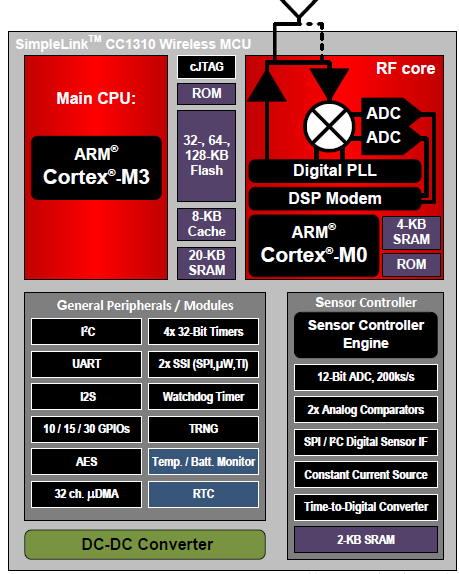 SimpleLink™ CC1310 Wireless MCU
Main CPU:
ARM®
Cortex®-M3
cJTAG
ROM
32-, 64-,
128-KB
Flash
8-KB
Cache
20-KB
SRAM
RF core
ADC
ADC
Digital PLL
DSP Modem
ARM®
Cortex®-M0
4-KB
SRAM
ROM
General Peripherals / Modules
I²C
4x 32-Bit Timers
UART
2x SSI (SPI,µW,TI)
I2S
Watchdog Timer
10 / 15 / 30 GPIOs
TRNG
AES
Temp. / Batt. Monitor
32 ch. µDMA
RTC
Sensor Controller
Sensor Controller
Engine
12-Bit ADC, 200ks/s
2x Analog Comparators
SPI / I²C Digital Sensor IF
Constant Current Source
Time-to-Digital Converter
2-KB SRAM
DC-DC Converter